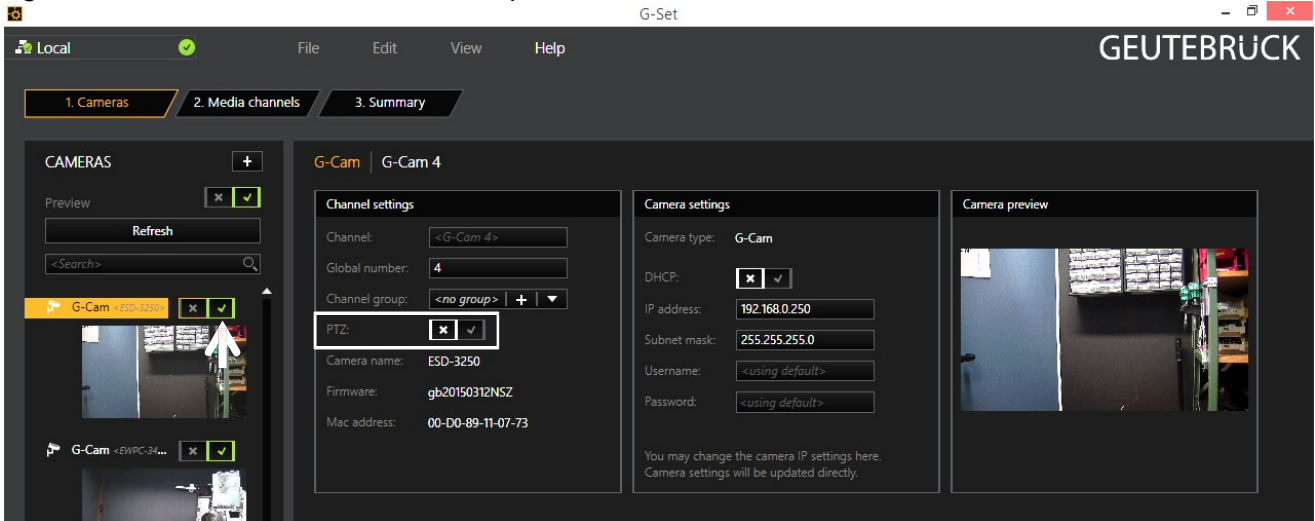 G-Set
Local File Edit View Help GEUTEBRÜCK
1. Cameras 2. Media channels 3. Summary
CAMERAS +
Preview
Refresh
<Search>
G-Cam <ESD-3250>
G-Cam <EWPC-34...
G-Cam G-Cam 4
Channel settings
Channel: <G-Cam 4>
Global number: 4
Channel group: <no group> +
PTZ:
Camera name: ESD-3250
Firmware: gb20150312NSZ
Mac address: 00-D0-89-11-07-73
Camera settings
Camera type: G-Cam
DHCP:
IP address: 192.168.0.250
Subnet mask: 255.255.255.0
Username: <using default>
Password: <using default>
You may change the camera IP settings here.
Camera settings will be updated directly.
Camera preview